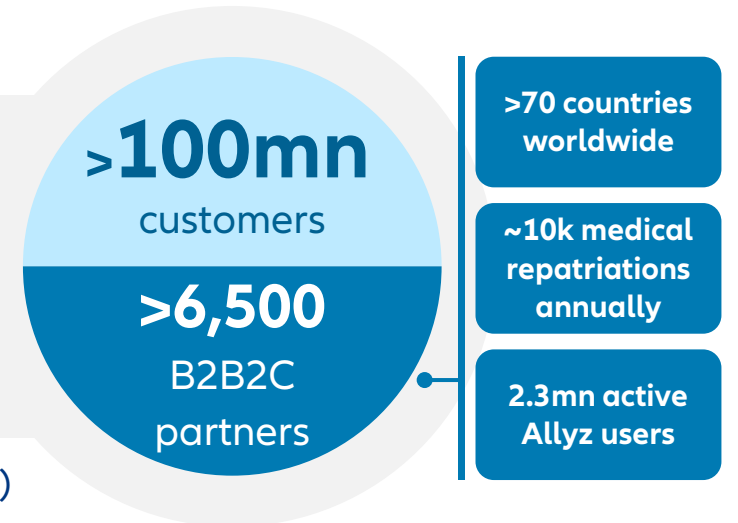 >100mn
customers
>6,500
B2B2C
partners
>70 countries
worldwide
~10k medical
repatriations
annually
2.3mn active
Allyz users
)